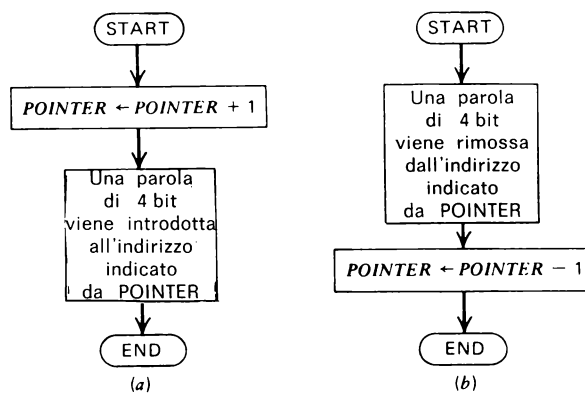 START
POINTER ← POINTER + 1
Una parola
di 4 bit
viene introdotta
all'indirizzo
indicato
da POINTER
END
(a)
START
Una parola
di 4 bit
viene rimossa
dall'indirizzo
indicato
da POINTER
POINTER ← POINTER − 1
END
(b)